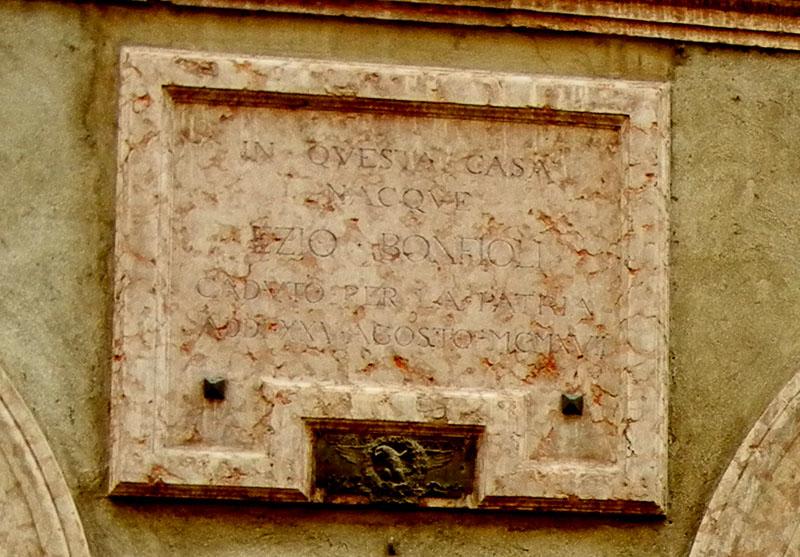 IN QVESTA CASA
NACQVE
EZIO BONFIOLI
CADVTO PER LA PATRIA
ADDI XXV AGOSTO MCMXVI